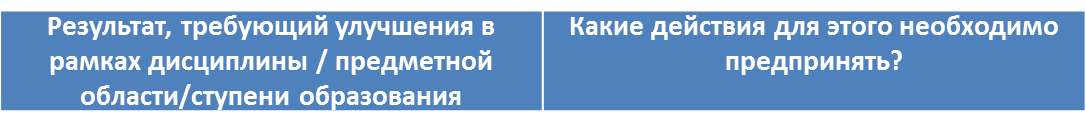 Результат, требующий улучшения в
рамках дисциплины / предметной
области/ступени образования
Какие действия для этого необходимо
предпринять?